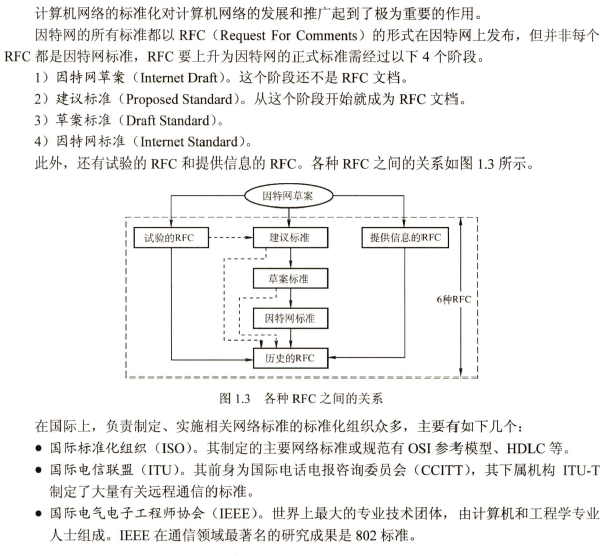 计算机网络的标准化对计算机网络的发展和推广起到了极为重要的作用。
因特网的所有标准都以 RFC（Request For Comments）的形式在因特网上发布，但并非每个
RFC 都是因特网标准，RFC 要上升为因特网的正式标准需经过以下 4 个阶段。
1）因特网草案（Internet Draft）。这个阶段还不是 RFC 文档。
2）建议标准（Proposed Standard）。从这个阶段开始就成为 RFC 文档。
3）草案标准（Draft Standard）。
4）因特网标准（Internet Standard）。
此外，还有试验的 RFC 和提供信息的 RFC。各种 RFC 之间的关系如图 1.3 所示。
因特网草案
试验的RFC
建议标准
提供信息的RFC
草案标准
6种RFC
因特网标准
历史的RFC
图 1.3 各种 RFC 之间的关系
在国际上，负责制定、实施相关网络标准的标准化组织众多，主要有如下几个：
● 国际标准化组织（ISO）。其制定的主要网络标准或规范有 OSI 参考模型、HDLC 等。
● 国际电信联盟（ITU）。其前身为国际电话电报咨询委员会（CCITT），其下属机构 ITU-T
制定了大量有关远程通信的标准。
● 国际电气电子工程师协会（IEEE）。世界上最大的专业技术团体，由计算机和工程学专业
人士组成。IEEE 在通信领域最著名的研究成果是 802 标准。